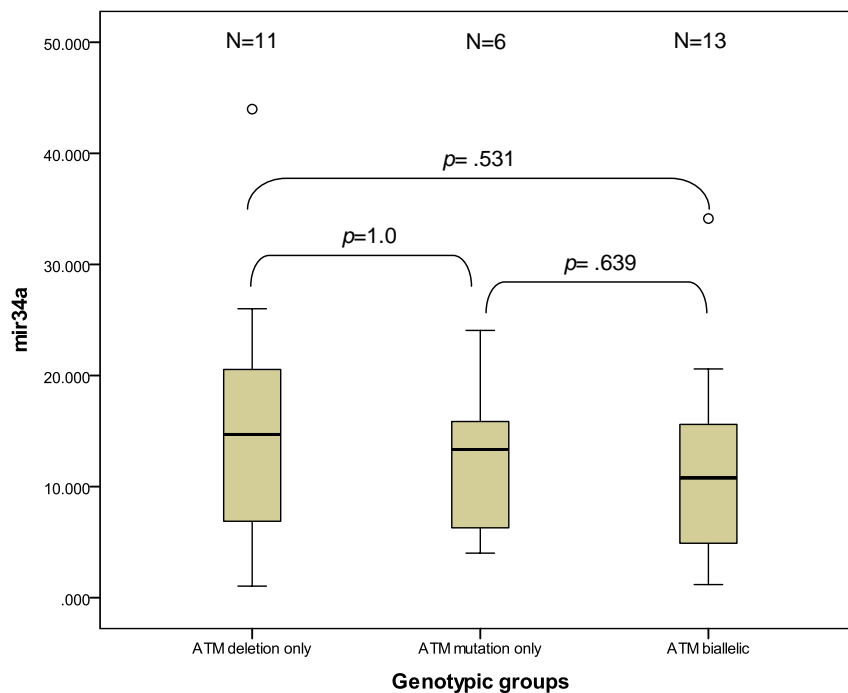 50.000
N=11 N=6 N=13
40.000
p= .531
30.000
p=1.0
p= .639
mir34a
20.000
10.000
.000
ATM deletion only ATM mutation only ATM biallelic
Genotypic groups